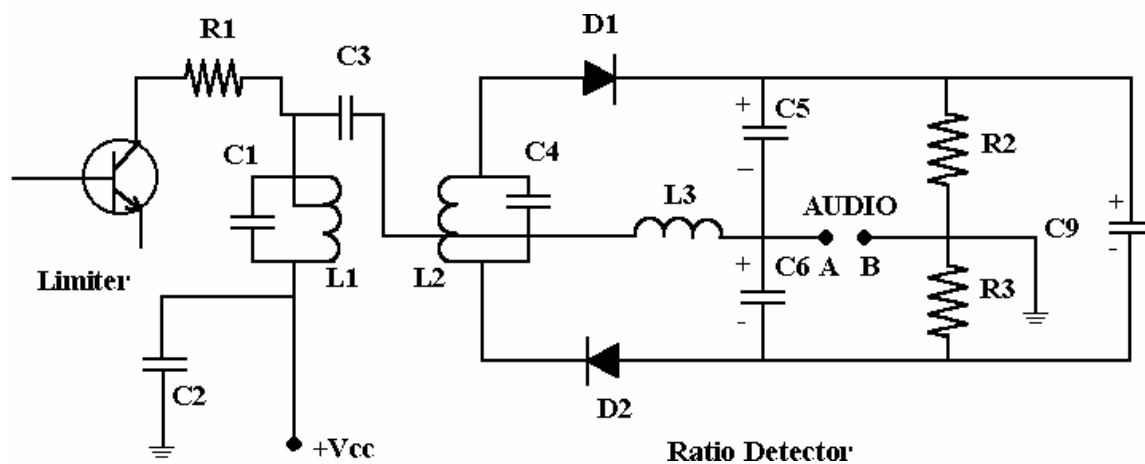 D1
R1
C3
+
C5
C1
C4
R2
−
L3
AUDIO
+
C9
+
C6 A B
-
Limiter
L1
L2
R3
-
C2
D2
+Vcc
Ratio Detector